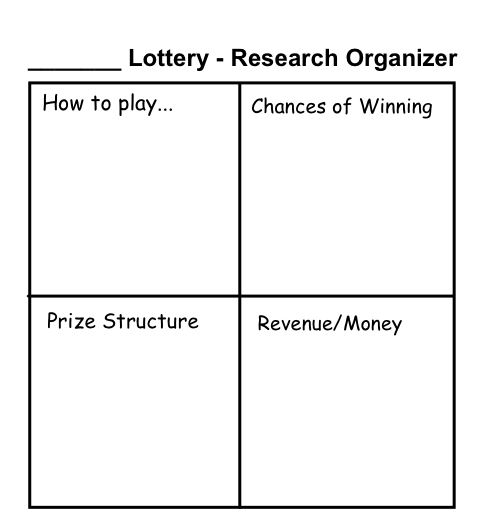 _______ Lottery - Research Organizer
How to play...
Chances of Winning
Prize Structure
Revenue/Money